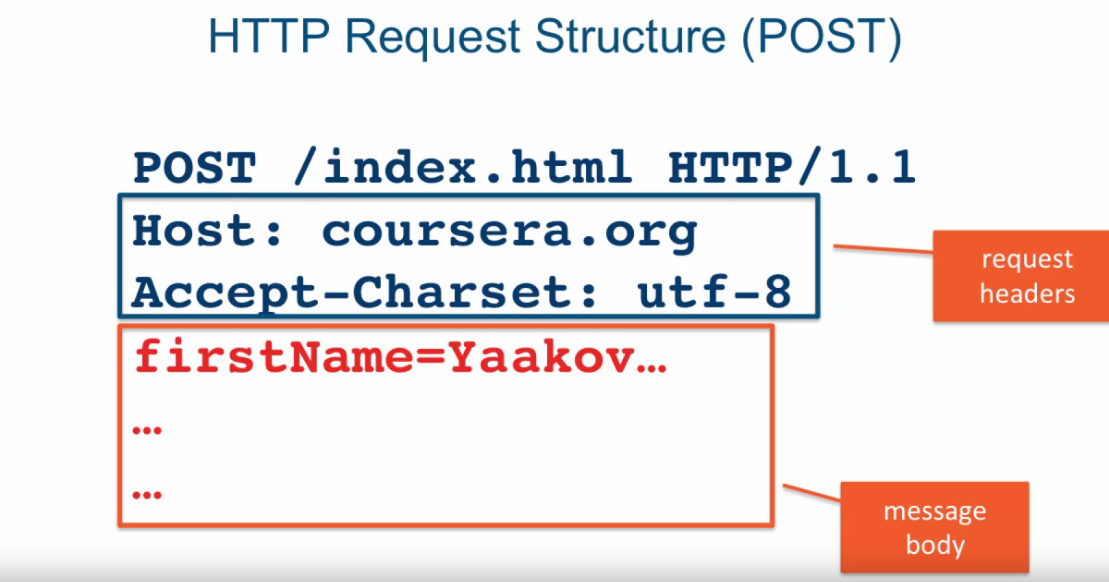 HTTP Request Structure (POST)
POST /index.html HTTP/1.1
Host: coursera.org
Accept-Charset: utf-8
request
headers
firstName=Yaakov…
…
…
message
body